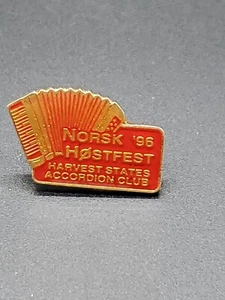 NORSK '96
HØSTFEST
HARVEST STATES
ACCORDION CLUB